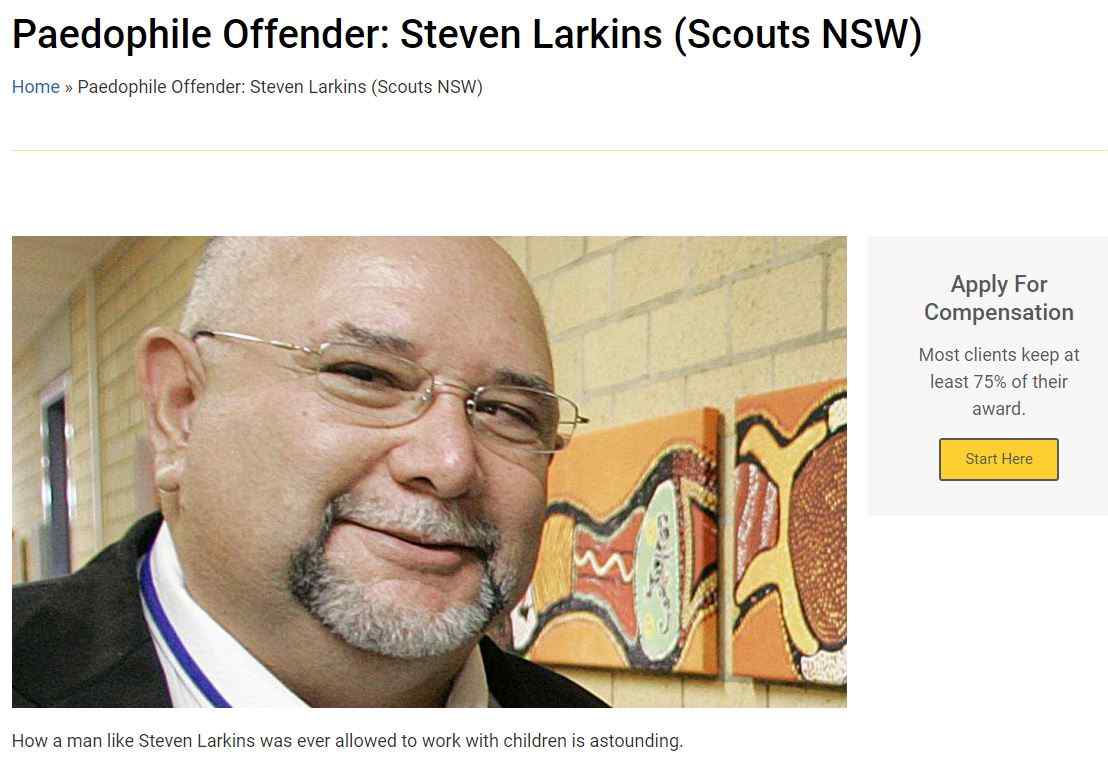 Paedophile Offender: Steven Larkins (Scouts NSW)
Home » Paedophile Offender: Steven Larkins (Scouts NSW)
Apply For
Compensation
Most clients keep at
least 75% of their
award.
Start Here
How a man like Steven Larkins was ever allowed to work with children is astounding.